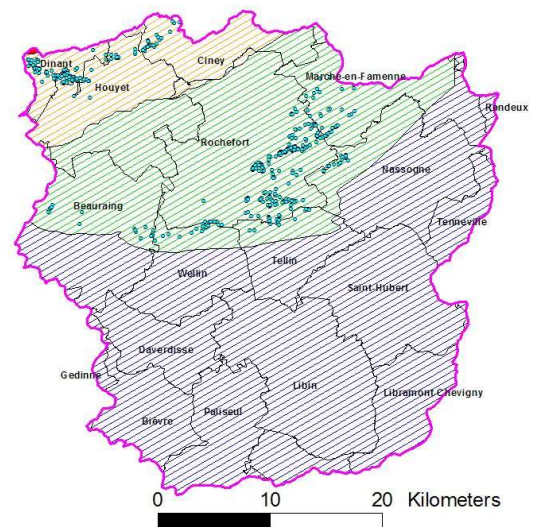 Dinant
Ciney
Houyet
Marche-en-Famenne
Rendeux
Rochefort
Nassogne
Beauraing
Tenneville
Wellin
Tellin
Saint-Hubert
Daverdisse
Gedinne
Libin
Libramont-Chevigny
Paliseul
Bièvre
0 10 20 Kilometers